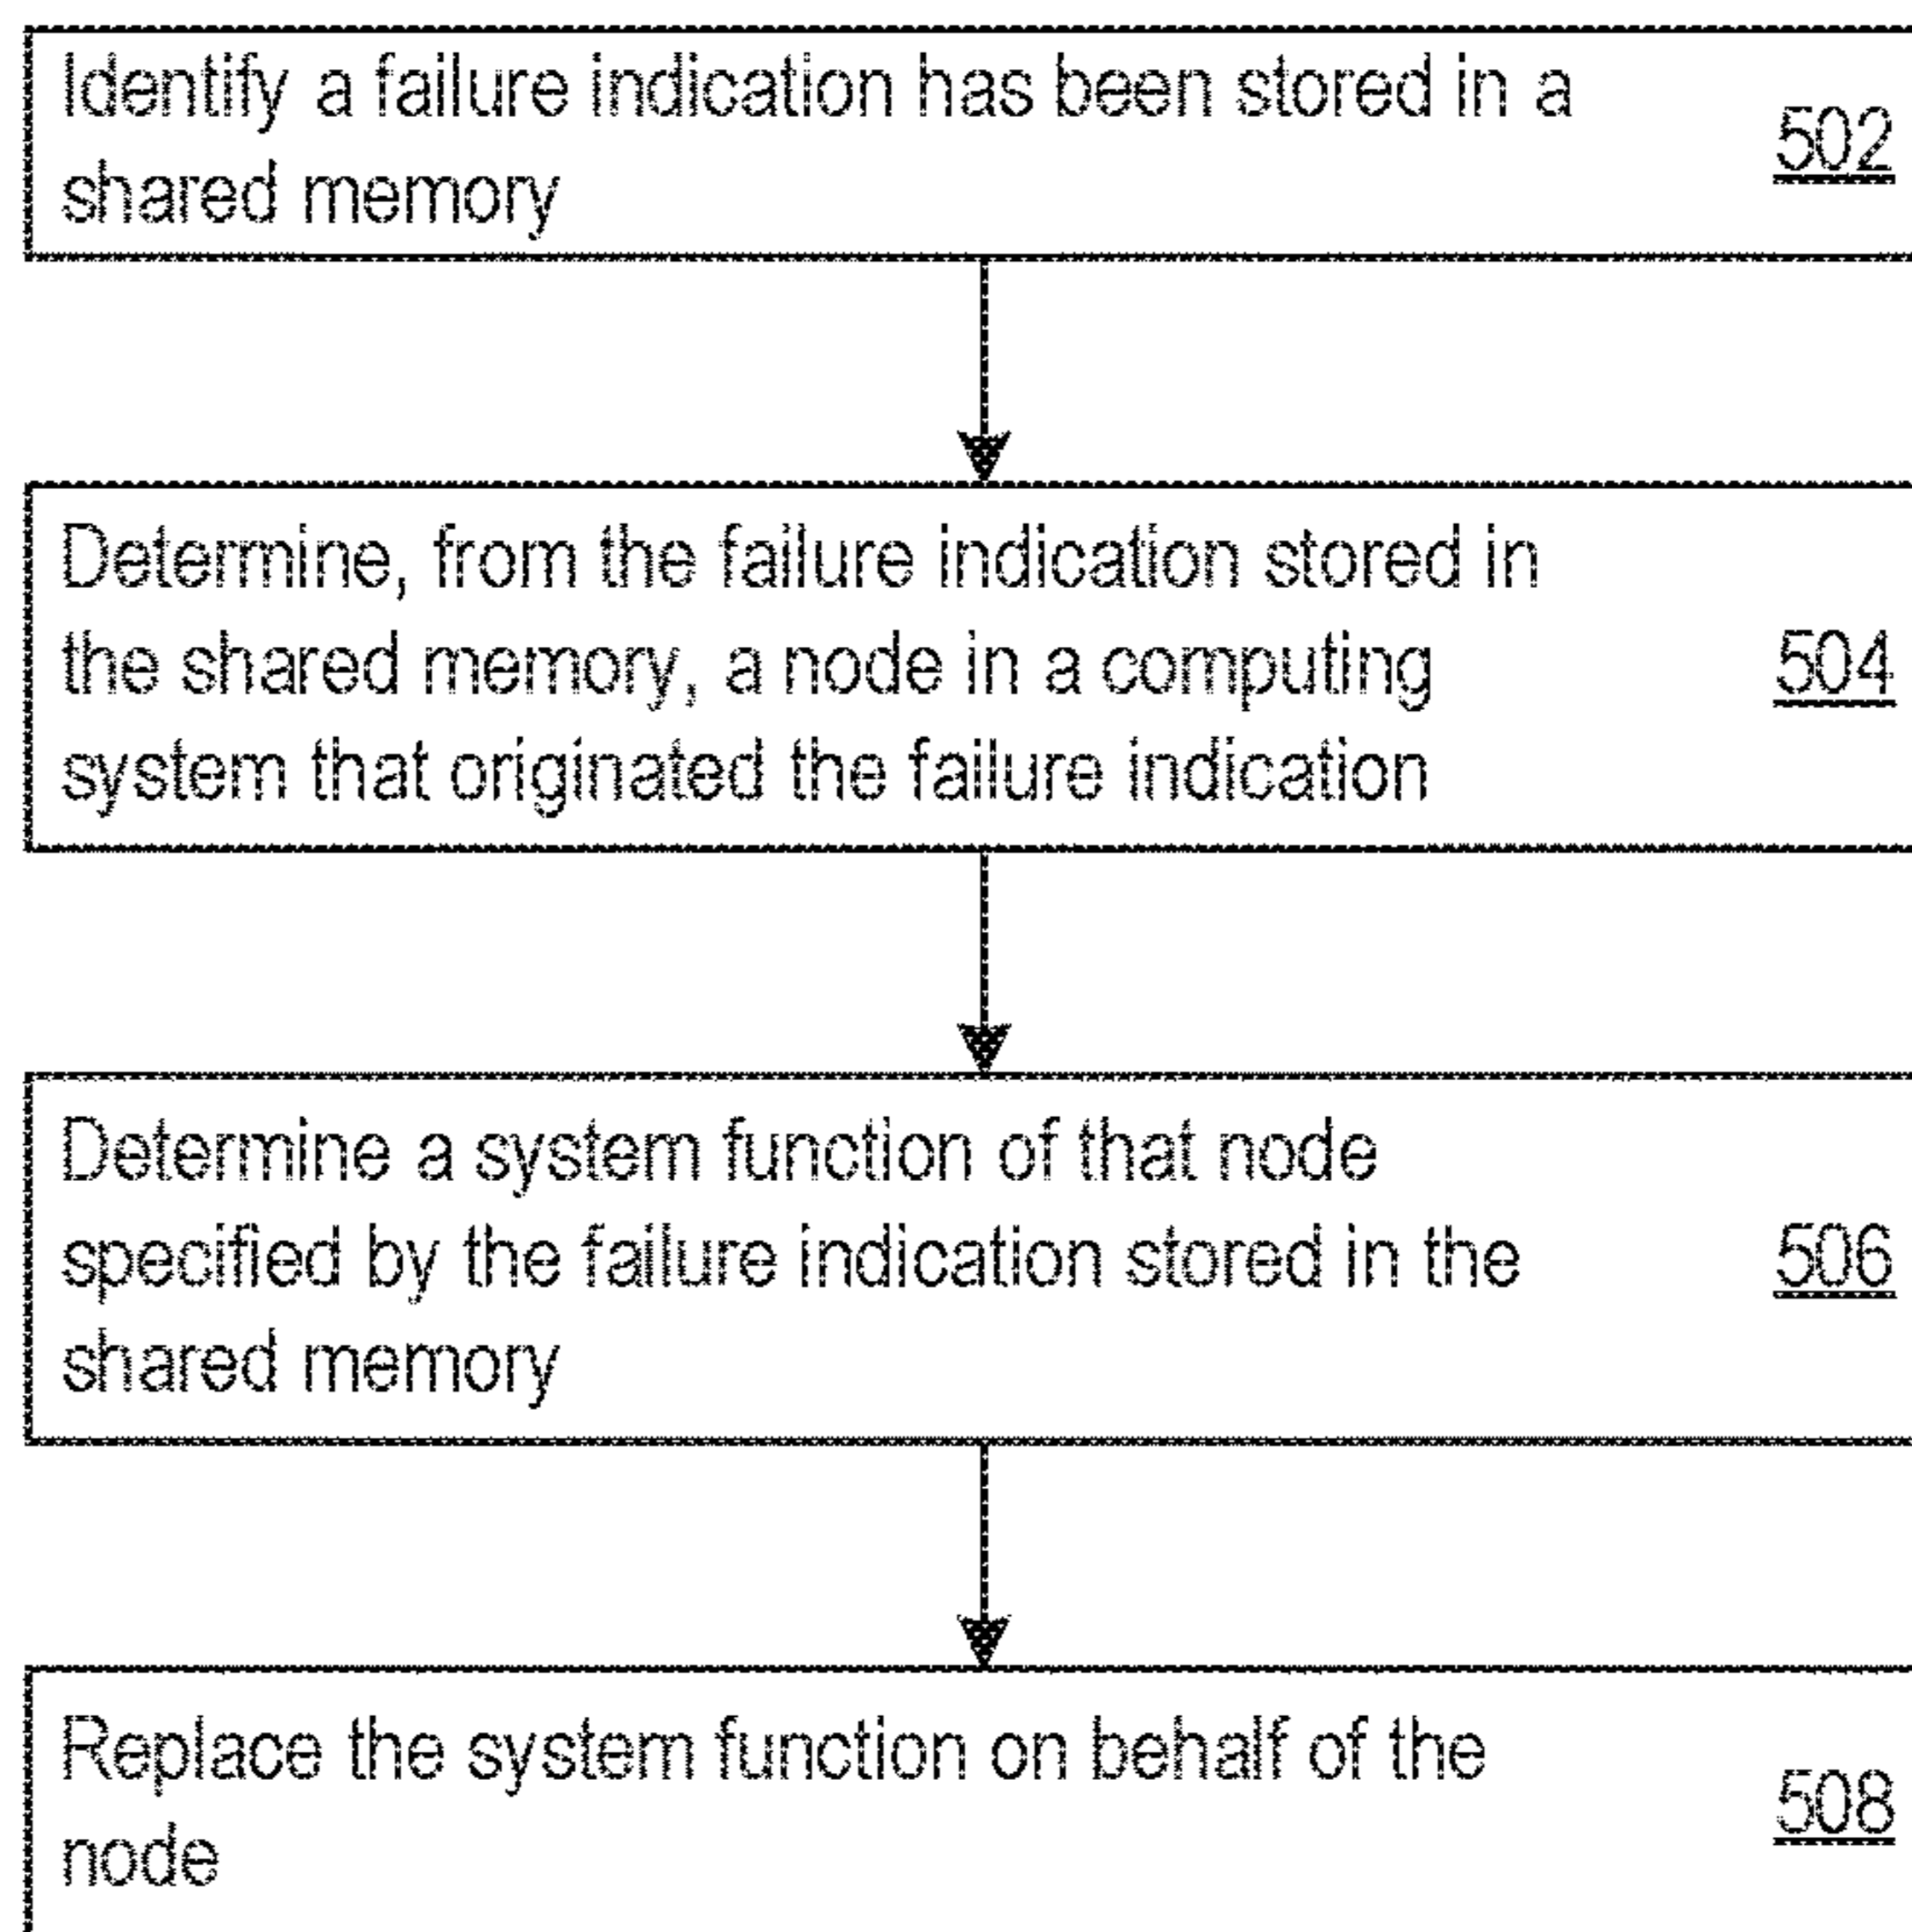 Identify a failure indication has been stored in a
shared memory
502
Determine, from the failure indication stored in
the shared memory, a node in a computing
system that originated the failure indication
504
Determine a system function of that node
specified by the failure indication stored in the
shared memory
506
Replace the system function on behalf of the
node
508